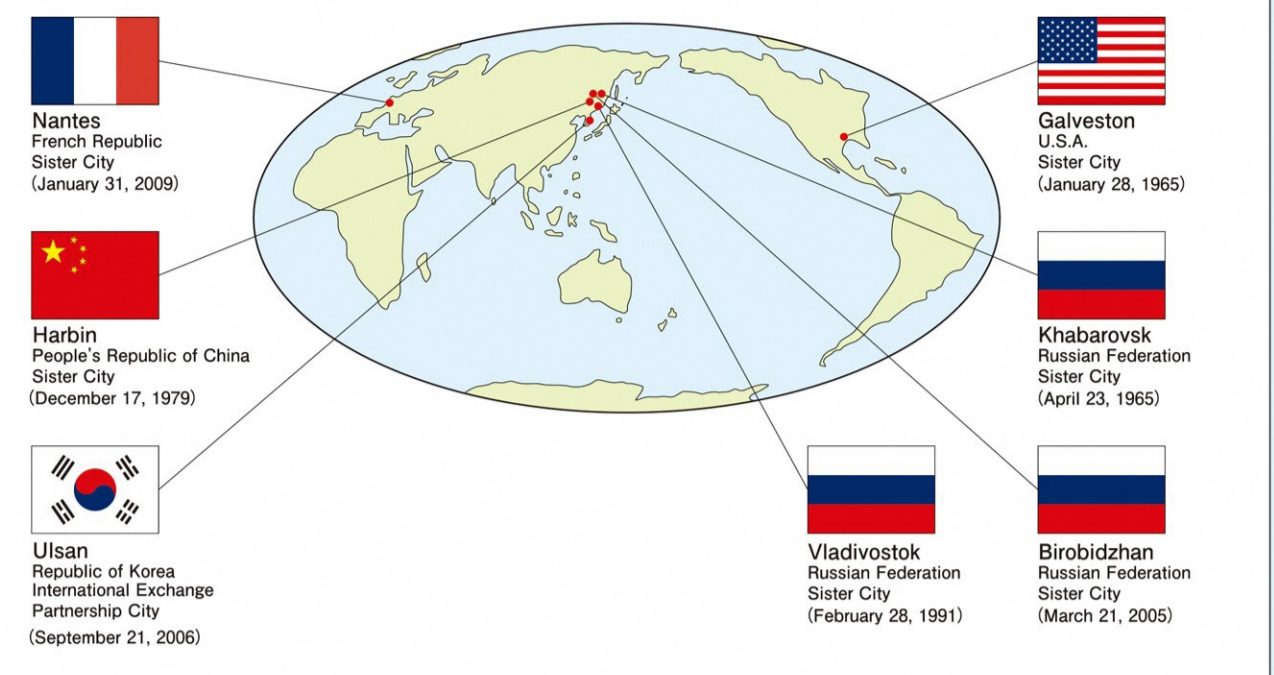 Nantes
French Republic
Sister City
(January 31, 2009)
Harbin
People's Republic of China
Sister City
(December 17, 1979)
Ulsan
Republic of Korea
International Exchange
Partnership City
(September 21, 2006)
Galveston
U.S.A.
Sister City
(January 28, 1965)
Khabarovsk
Russian Federation
Sister City
(April 23, 1965)
Vladivostok
Russian Federation
Sister City
(February 28, 1991)
Birobidzhan
Russian Federation
Sister City
(March 21, 2005)